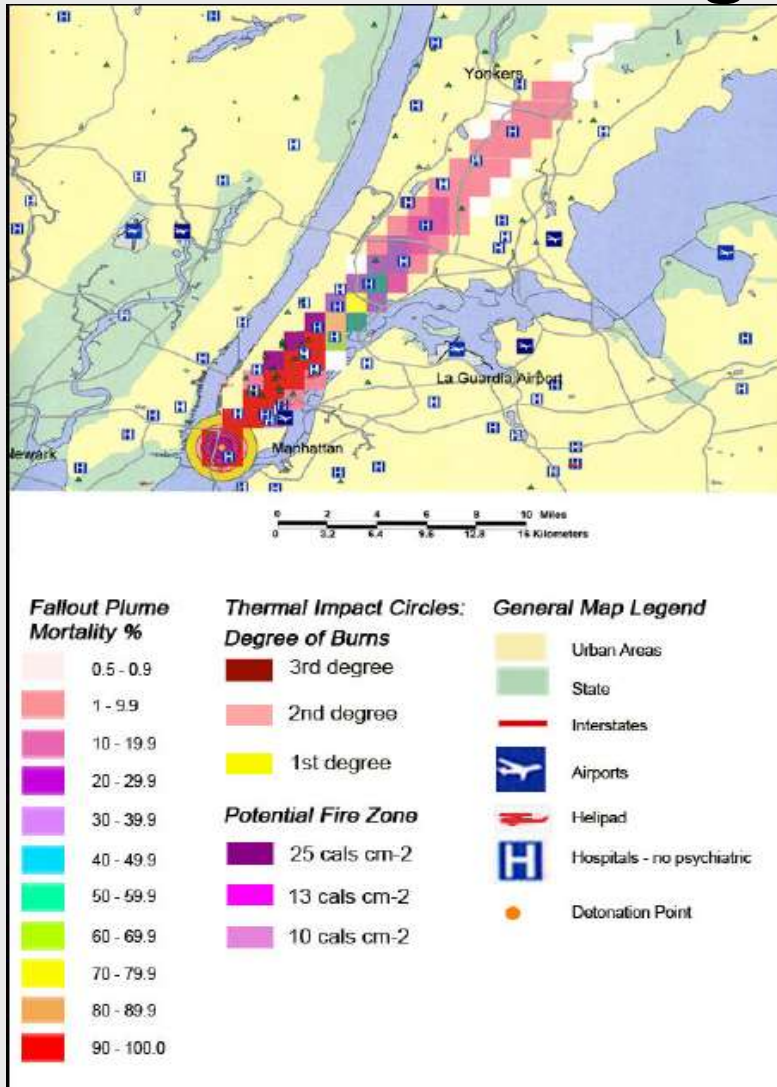 Yonkers
La Guardia Airport
Manhattan
0 2 4 6 8 10 Miles
0 3.2 6.4 9.6 12.8 16 Kilometers
Fallout Plume
Mortality %
0.5 - 0.9
1 - 9.9
10 - 19.9
20 - 29.9
30 - 39.9
40 - 49.9
50 - 59.9
60 - 69.9
70 - 79.9
80 - 89.9
90 - 100.0
Thermal Impact Circles:
Degree of Burns
3rd degree
2nd degree
1st degree
Potential Fire Zone
25 cals cm-2
13 cals cm-2
10 cals cm-2
General Map Legend
Urban Areas
State
Interstates
Airports
Helipad
H Hospitals - no psychiatric
Detonation Point